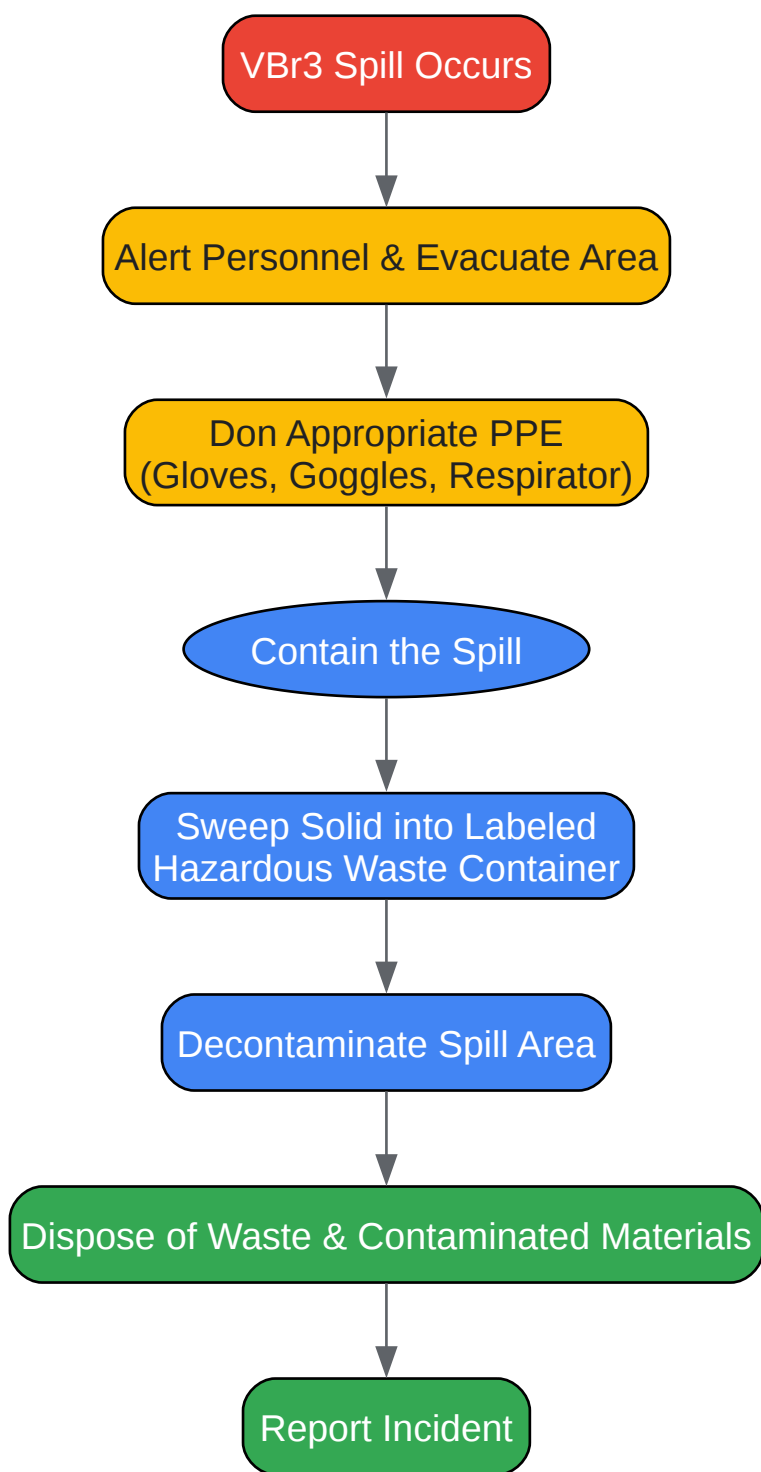 VBr3 Spill Occurs
Alert Personnel & Evacuate Area
Don Appropriate PPE
(Gloves, Goggles, Respirator)
Contain the Spill
Sweep Solid into Labeled
Hazardous Waste Container
Decontaminate Spill Area
Dispose of Waste & Contaminated Materials
Report Incident